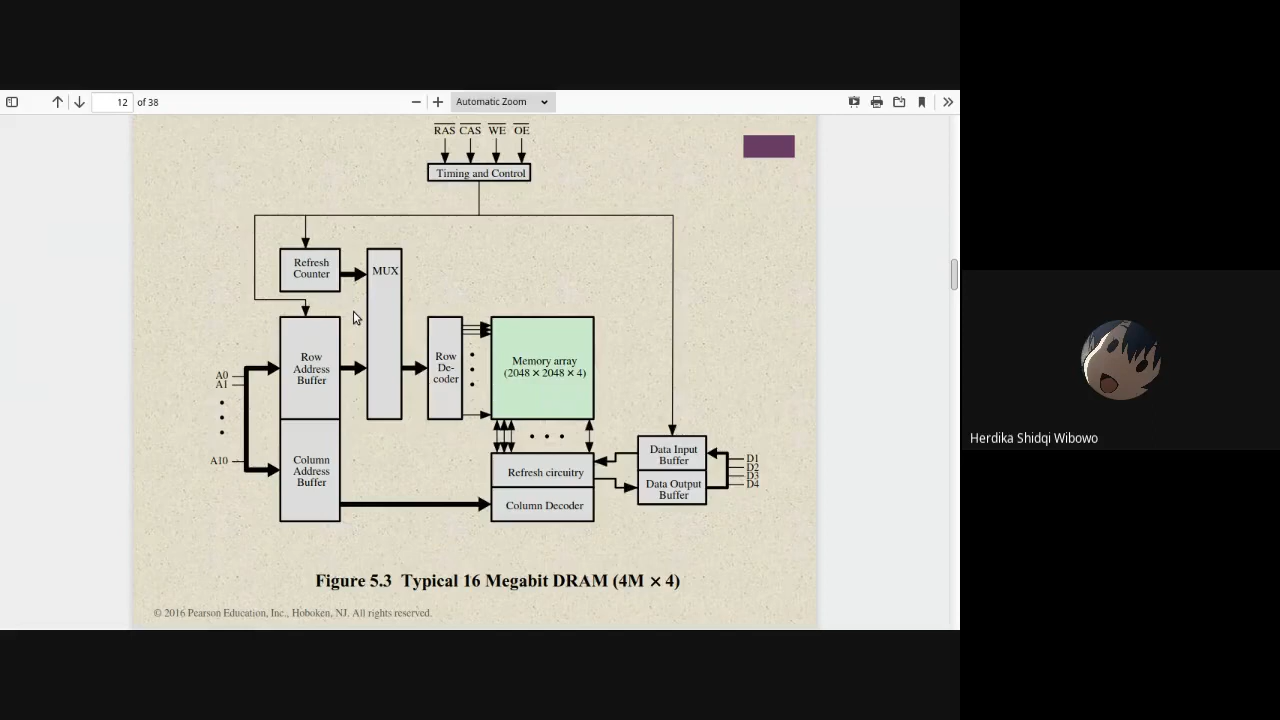 12 of 38
Automatic Zoom
RAS CAS WE OE
Timing and Control
Refresh
Counter
MUX
Row
Address
Buffer
Row
De-
coder
Memory array
(2048 × 2048 × 4)
A0
A1
A10
Column
Address
Buffer
Refresh circuitry
Column Decoder
Data Input
Buffer
Data Output
Buffer
D1
D2
D3
D4
Figure 5.3 Typical 16 Megabit DRAM (4M × 4)
© 2016 Pearson Education, Inc., Hoboken, NJ. All rights reserved.
Herdika Shidqi Wibowo